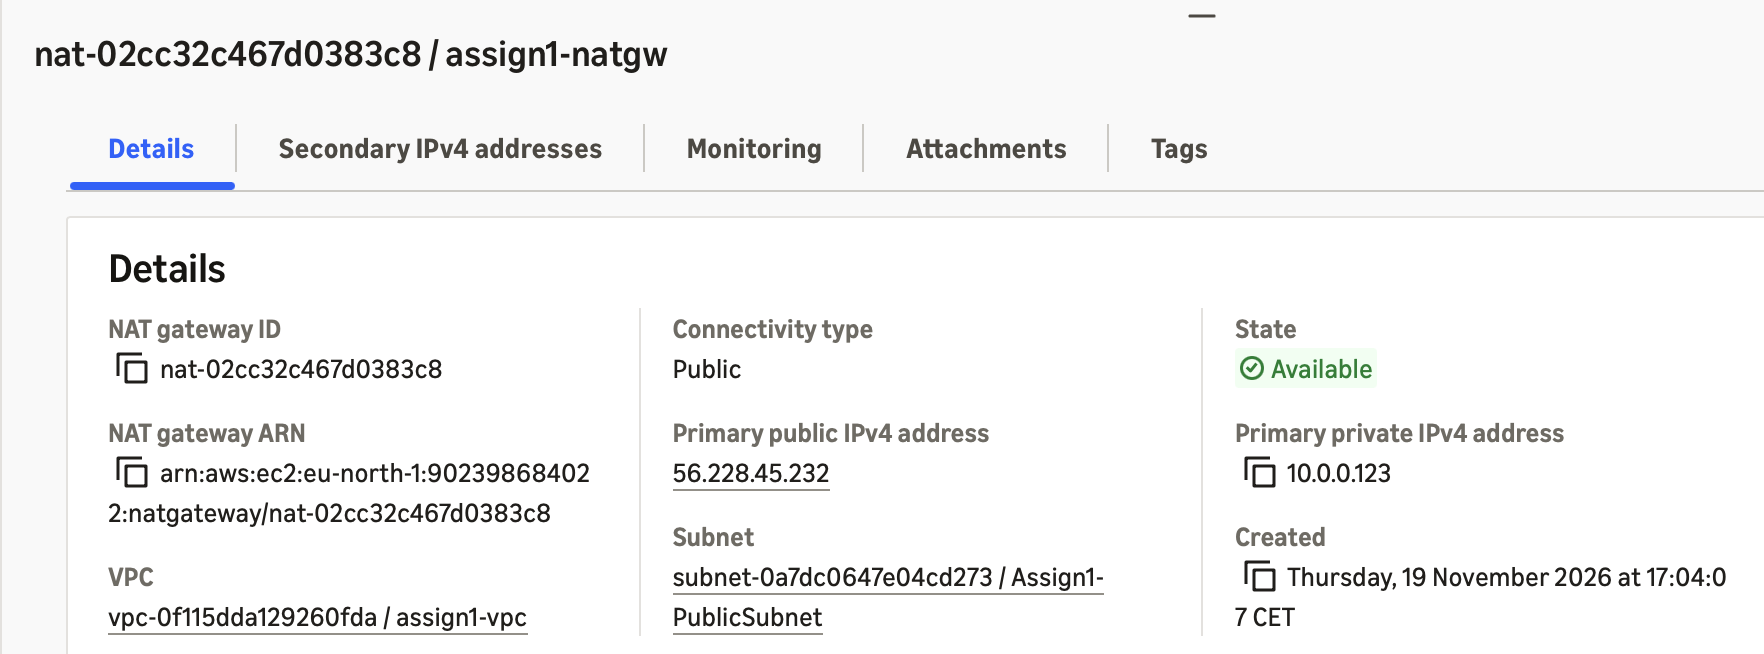 nat-02cc32c467d0383c8 / assign1-natgw
Details
Secondary IPv4 addresses
Monitoring
Attachments
Tags
Details
NAT gateway ID
nat-02cc32c467d0383c8
NAT gateway ARN
arn:aws:ec2:eu-north-1:90239868402
2:natgateway/nat-02cc32c467d0383c8
VPC
vpc-0f115dda129260fda / assign1-vpc
Connectivity type
Public
Primary public IPv4 address
56.228.45.232
Subnet
subnet-0a7dc0647e04cd273 / Assign1-
PublicSubnet
State
Available
Primary private IPv4 address
10.0.0.123
Created
Thursday, 19 November 2026 at 17:04:0
7 CET